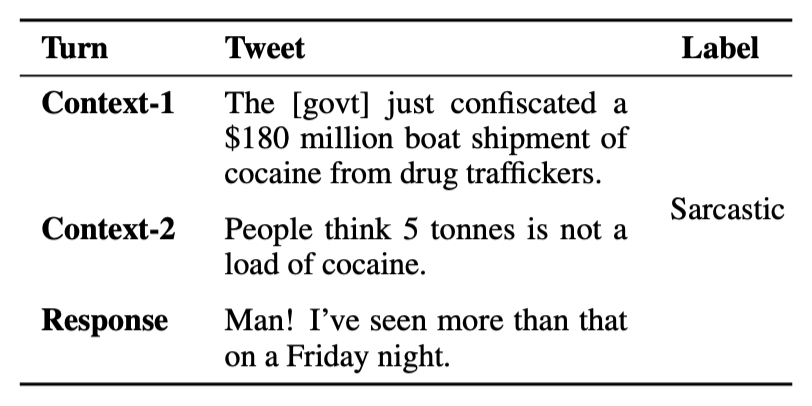 Turn Tweet Label
Context-1 The [govt] just confiscated a
$180 million boat shipment of
cocaine from drug traffickers.
Sarcastic
Context-2 People think 5 tonnes is not a
load of cocaine.
Response Man! I've seen more than that
on a Friday night.